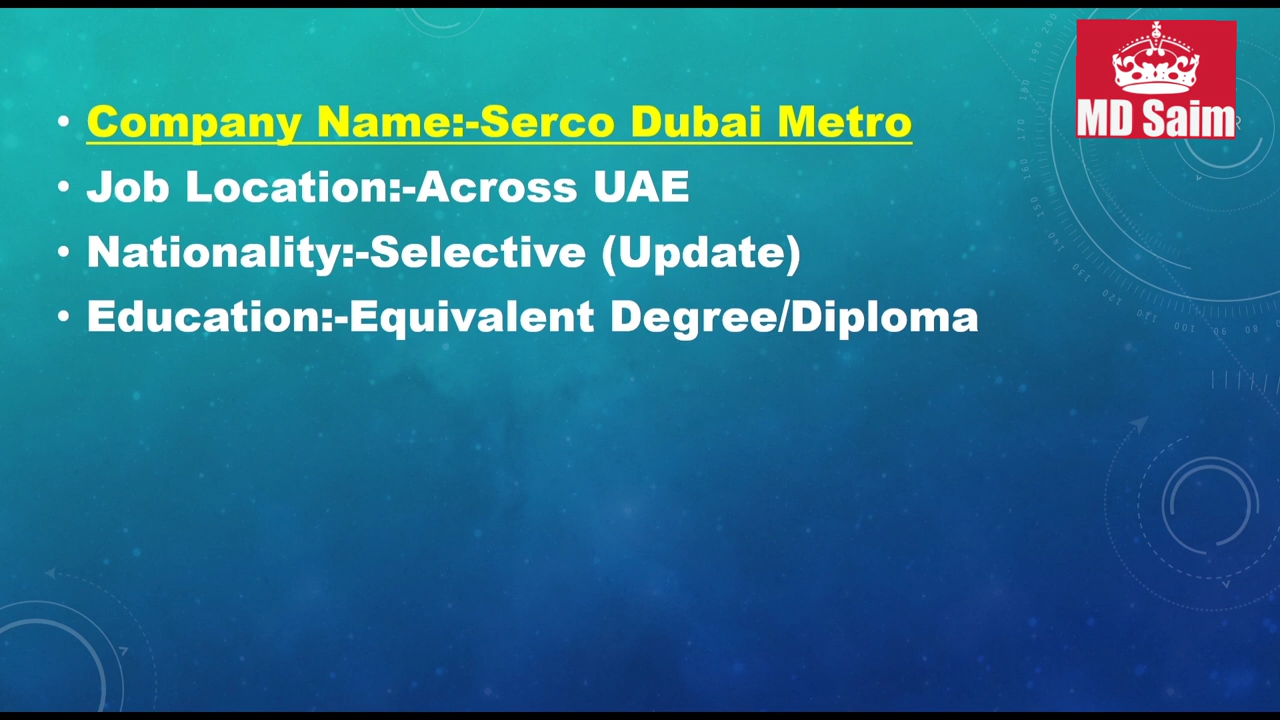 MD Saim
• Company Name:-Serco Dubai Metro
• Job Location:-Across UAE
• Nationality:-Selective (Update)
• Education:-Equivalent Degree/Diploma